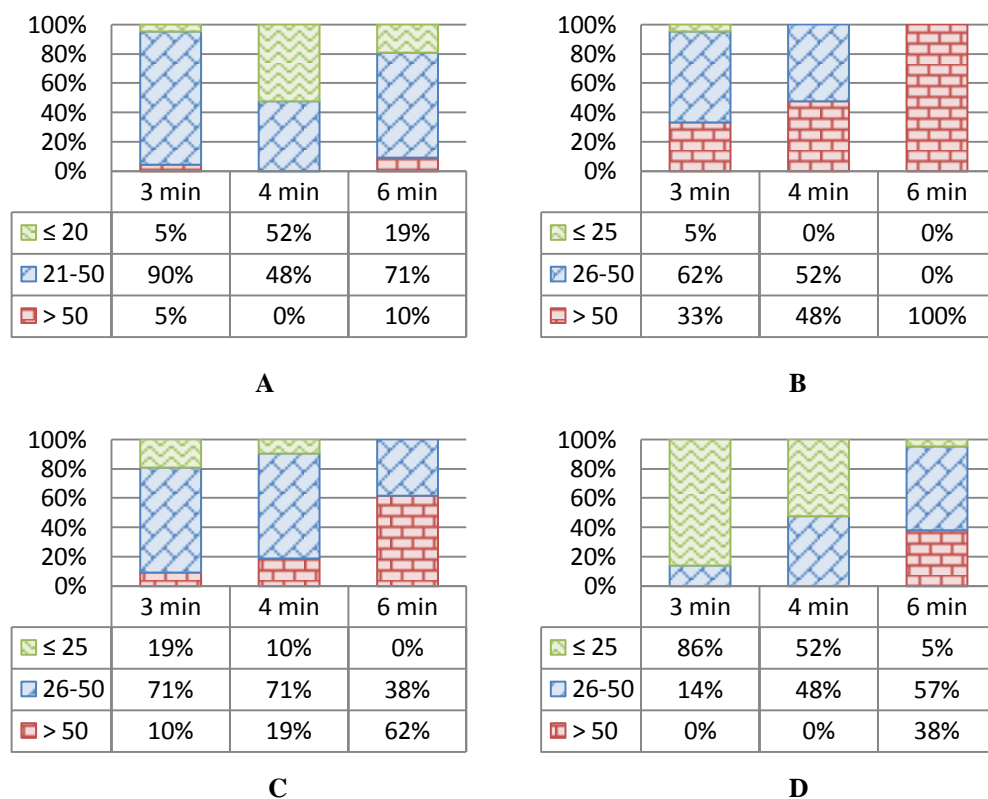 100%
80%
60%
40%
20%
0%
3 min 4 min 6 min
≤ 20 5% 52% 19%
21-50 90% 48% 71%
> 50 5% 0% 10%
A
100%
80%
60%
40%
20%
0%
3 min 4 min 6 min
≤ 25 5% 0% 0%
26-50 62% 52% 0%
> 50 33% 48% 100%
B
100%
80%
60%
40%
20%
0%
3 min 4 min 6 min
≤ 25 19% 10% 0%
26-50 71% 71% 38%
> 50 10% 19% 62%
C
100%
80%
60%
40%
20%
0%
3 min 4 min 6 min
≤ 25 86% 52% 5%
26-50 14% 48% 57%
> 50 0% 0% 38%
D